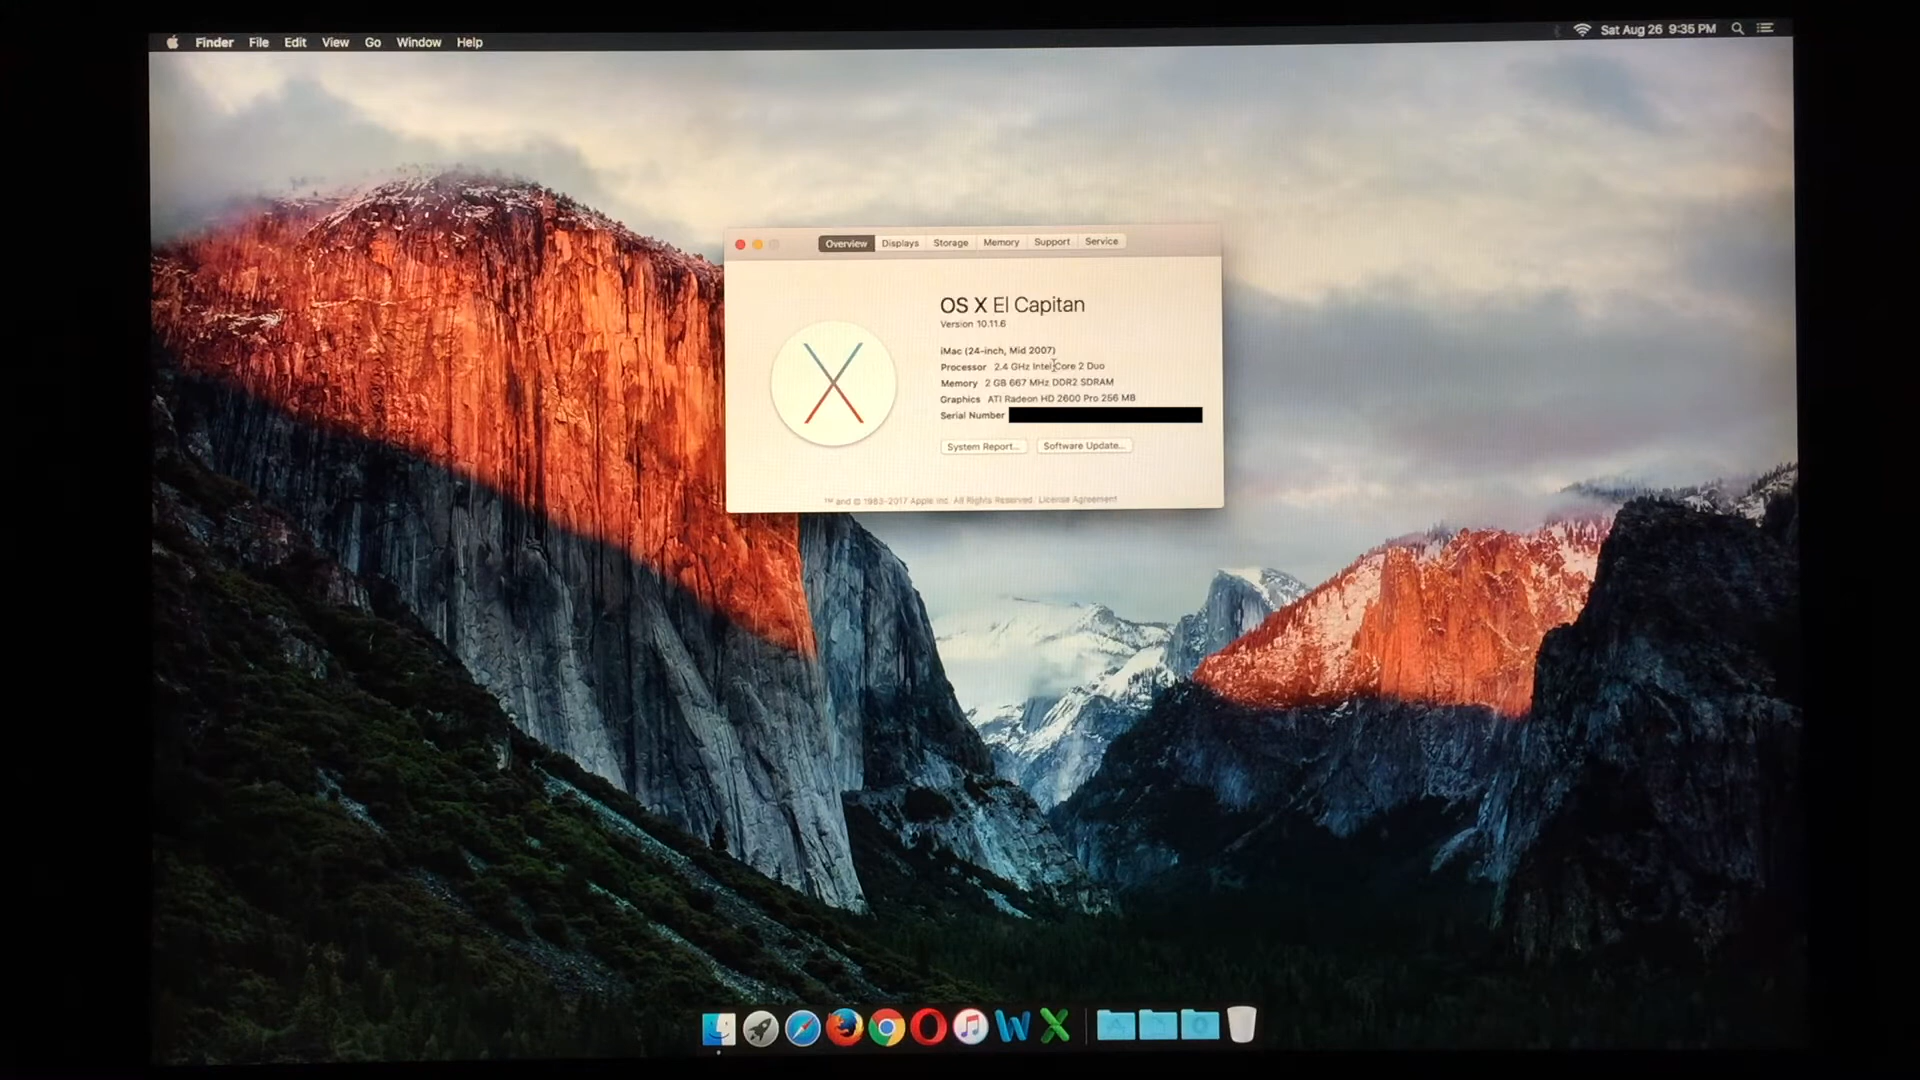 Finder File Edit View Go Window Help
Sat Aug 26 9:35 PM
Overview Displays Storage Memory Support Service
OS X El Capitan
Version 10.11.6
iMac (24-inch, Mid 2007)
Processor 2.4 GHz Intel Core 2 Duo
Memory 2 GB 667 MHz DDR2 SDRAM
Graphics ATI Radeon HD 2600 Pro 256 MB
Serial Number
System Report... Software Update...
™ and © 1983-2017 Apple Inc. All Rights Reserved. License Agreement